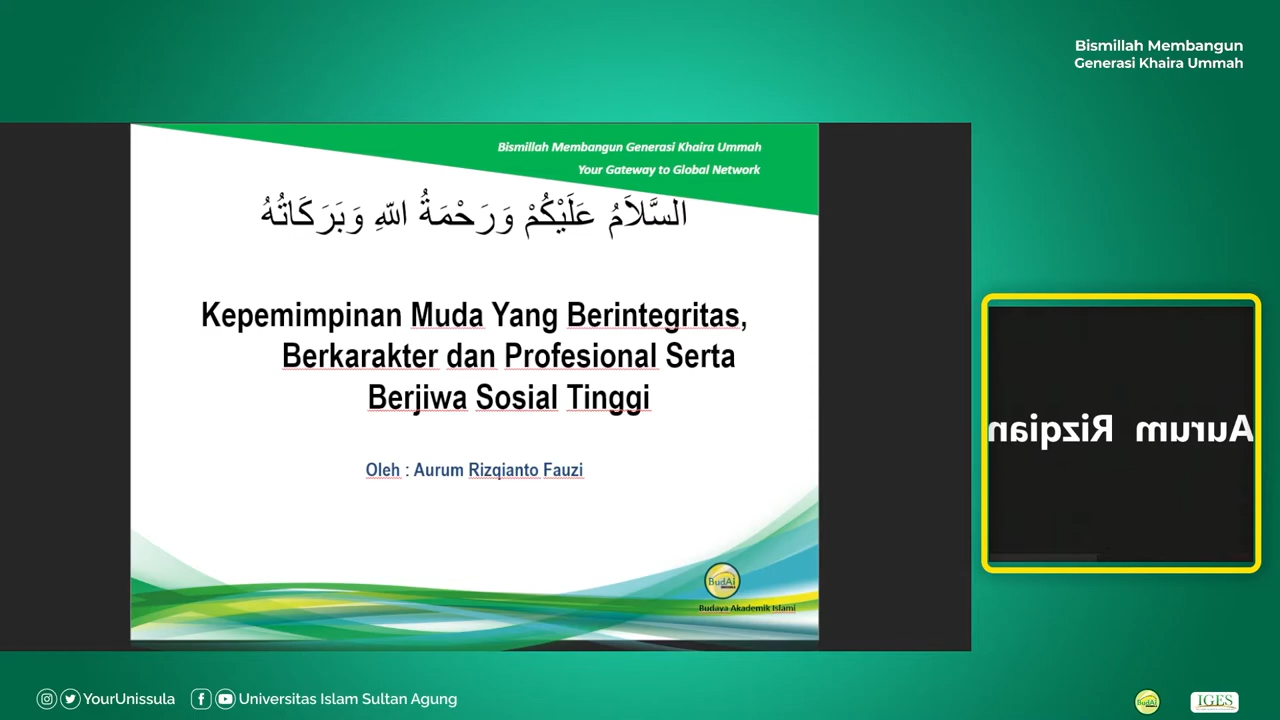 Bismillah Membangun
Generasi Khaira Ummah
Bismillah Membangun Generasi Khaira Ummah
Your Gateway to Global Network
السَّلاَمُ عَلَيْكُمْ وَرَحْمَةُ اللهِ وَبَرَكَاتُهُ
Kepemimpinan Muda Yang Berintegritas,
Berkarakter dan Profesional Serta
Berjiwa Sosial Tinggi
Oleh : Aurum Rizqianto Fauzi
Aurum Rizqian
BudAi
Budaya Akademik Islami
YourUnissula
Universitas Islam Sultan Agung
BudAi
IGES